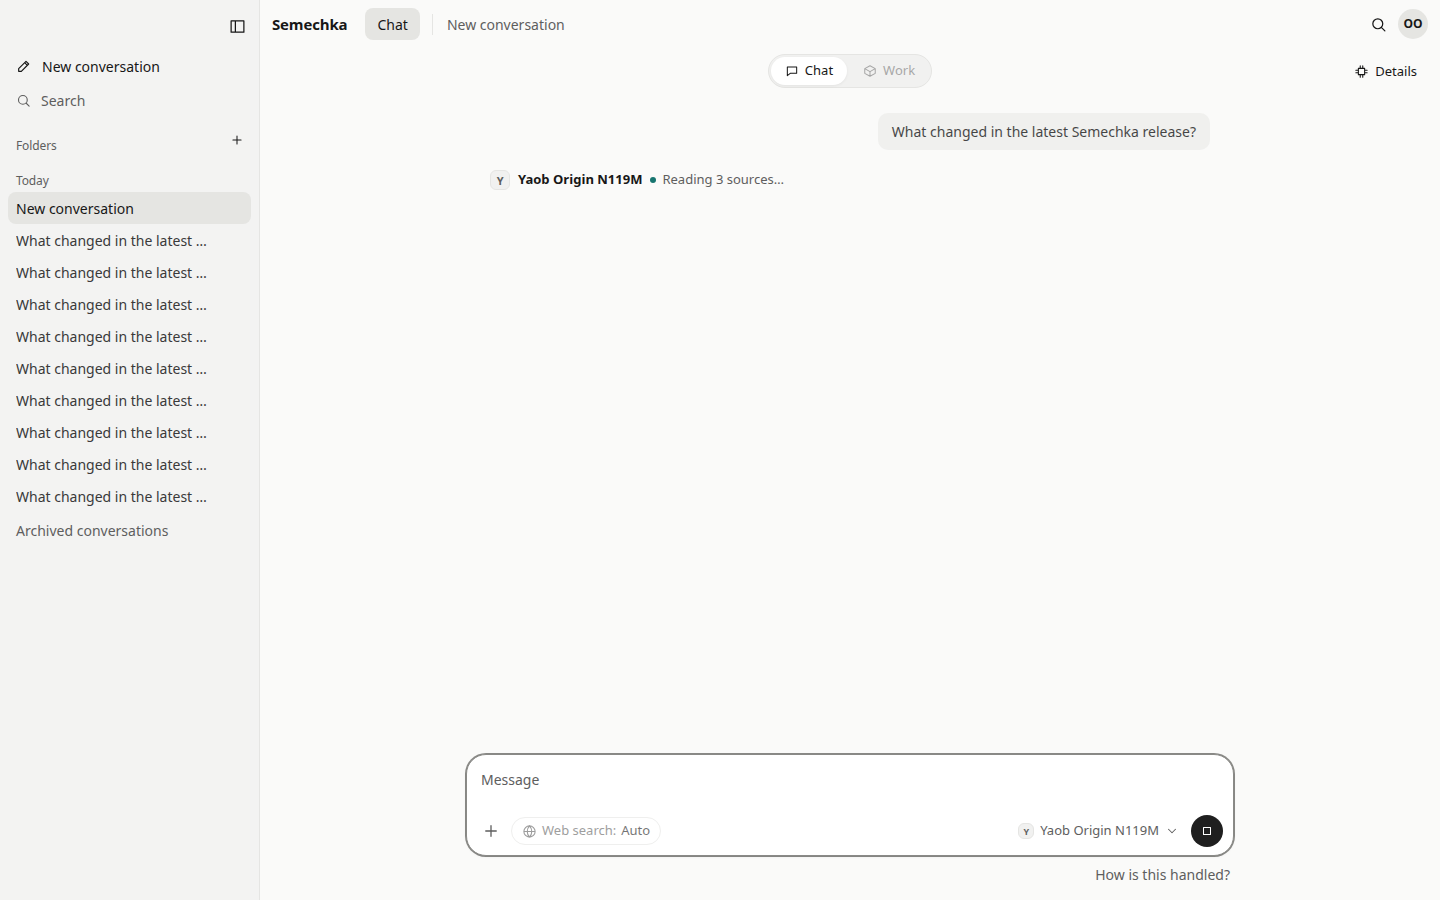 Semechka
Chat
New conversation
OO
New conversation
Search
Folders
Today
New conversation
What changed in the latest ...
What changed in the latest ...
What changed in the latest ...
What changed in the latest ...
What changed in the latest ...
What changed in the latest ...
What changed in the latest ...
What changed in the latest ...
What changed in the latest ...
Archived conversations
Chat
Work
Details
What changed in the latest Semechka release?
Y Yaob Origin N119M Reading 3 sources...
Message
Web search: Auto
Y Yaob Origin N119M
How is this handled?